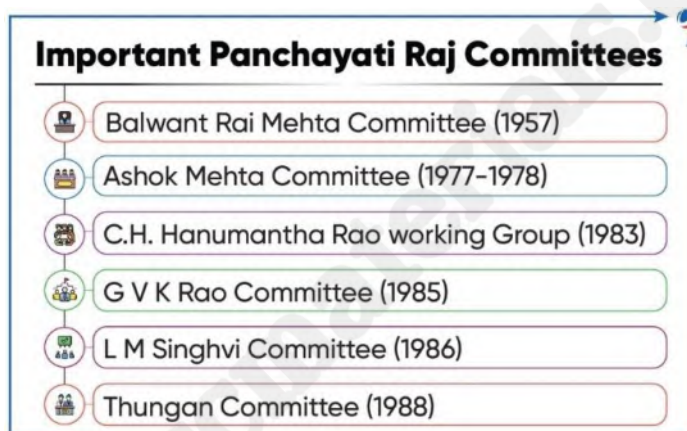 Important Panchayati Raj Committees
Balwant Rai Mehta Committee (1957)
Ashok Mehta Committee (1977-1978)
C.H. Hanumantha Rao working Group (1983)
G V K Rao Committee (1985)
L M Singhvi Committee (1986)
Thungan Committee (1988)